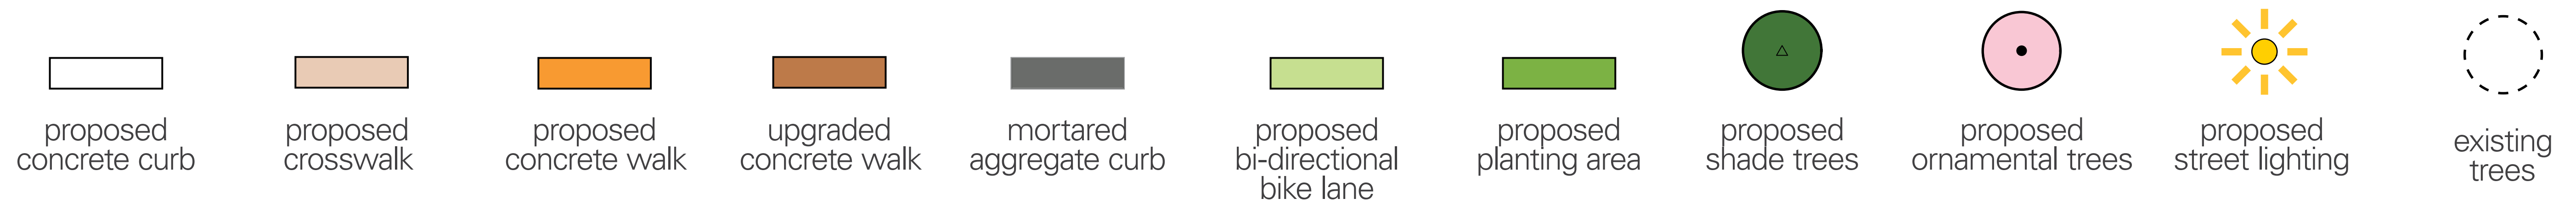 proposed
concrete curb
proposed
crosswalk
proposed
concrete walk
upgraded
concrete walk
mortared
aggregate curb
proposed
bi-directional
bike lane
proposed
planting area
proposed
shade trees
proposed
ornamental trees
proposed
street lighting
existing
trees